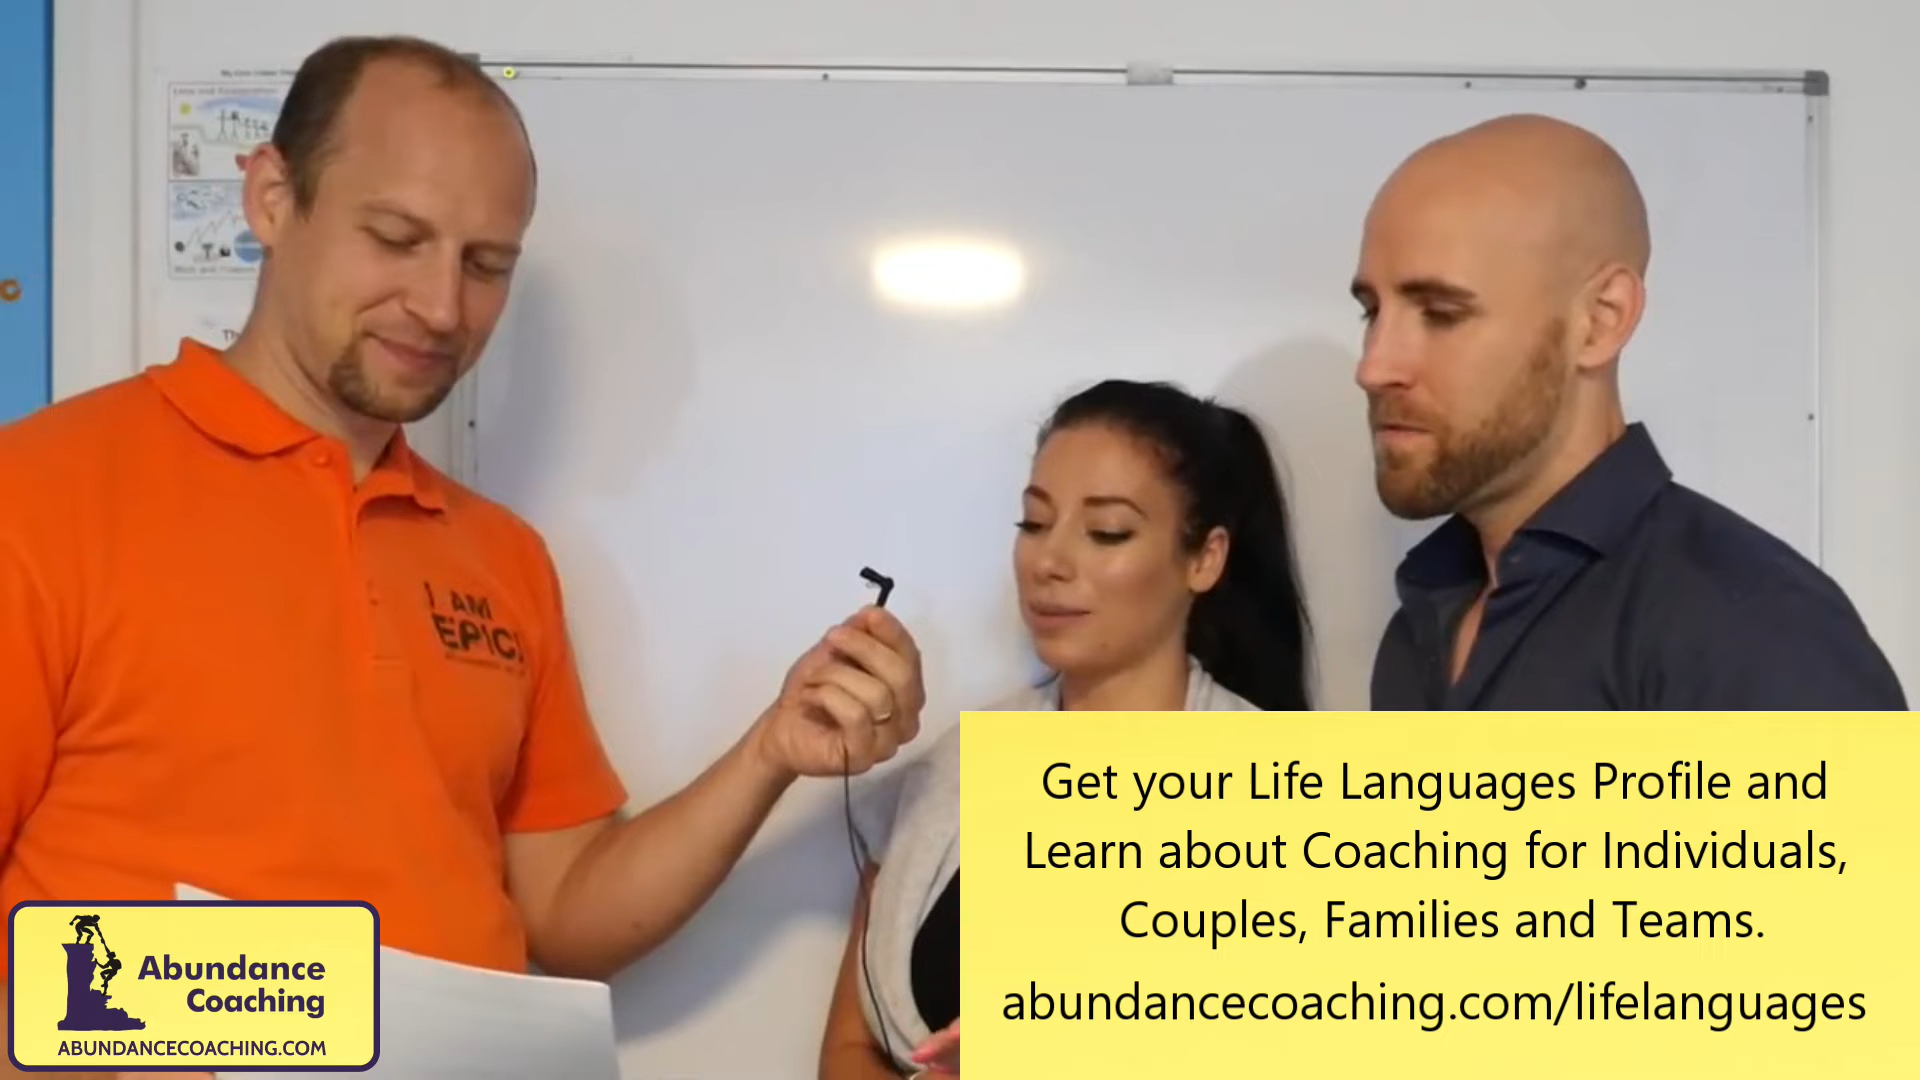 I AM
EPIC!
Get your Life Languages Profile and
Learn about Coaching for Individuals,
Couples, Families and Teams.
abundancecoaching.com/lifelanguages
Abundance
Coaching
ABUNDANCECOACHING.COM